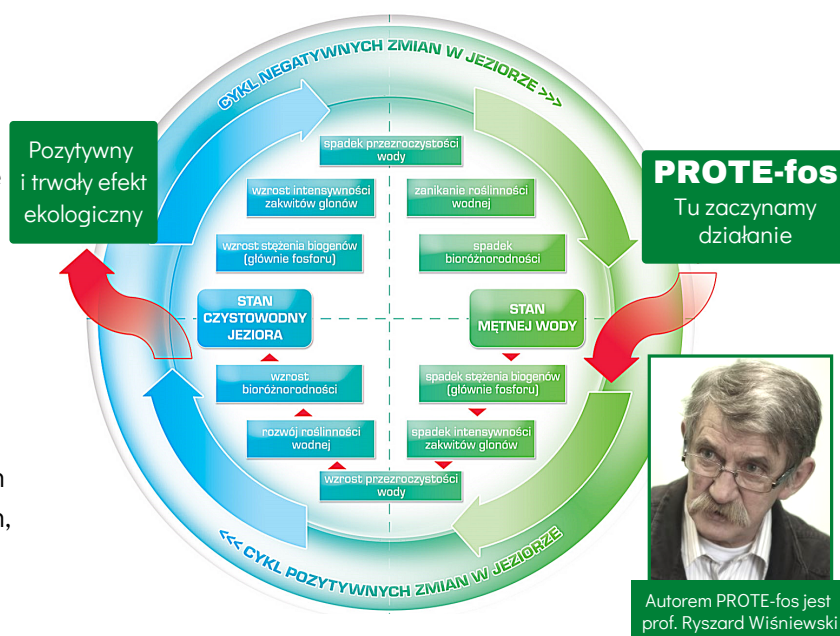 CYKL NEGATYWNYCH ZMIAN W JEZIORZE >>>
Pozytywny
i trwały efekt
ekologiczny
PROTE-fos
Tu zaczynamy
działanie
spadek przezroczystości
wody
wzrost intensywności
zakwitów glonów
zanikanie roślinności
wodnej
wzrost stężenia biogenów
(głównie fosforu)
spadek
bioróżnorodności
STAN
CZYSTOWODNY
JEZIORA
STAN
MĘTNEJ WODY
wzrost
bioróżnorodności
spadek stężenia biogenów
(głównie fosforu)
rozwój roślinności
wodnej
spadek intensywności
zakwitów glonów
wzrost przezroczystości
wody
<<< CYKL POZYTYWNYCH ZMIAN W JEZIORZE
Autorem PROTE-fos jest
prof. Ryszard Wiśniewski